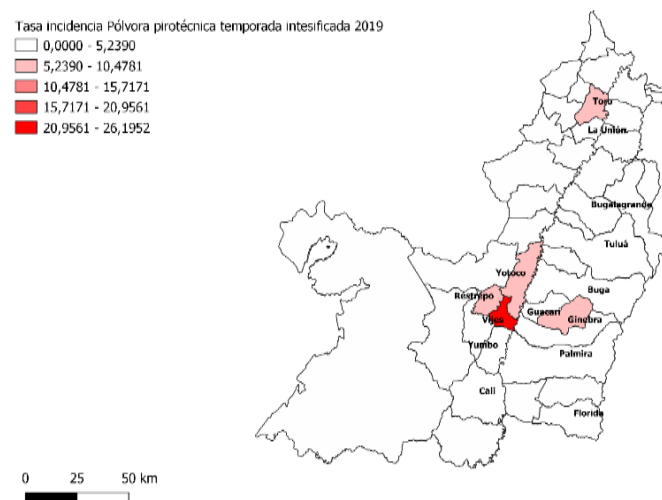 Tasa incidencia Pólvora pirotécnica temporada intesificada 2019
0,0000 - 5,2390
5,2390 - 10,4781
10,4781 - 15,7171
15,7171 - 20,9561
20,9561 - 26,1952
Toro
La Unión
Bugalagrande
Tuluá
Yotoco
Buga
Restrepo
Guacarí
Vijes
Ginebra
Yumbo
Palmira
Cali
Florida
0 25 50 km